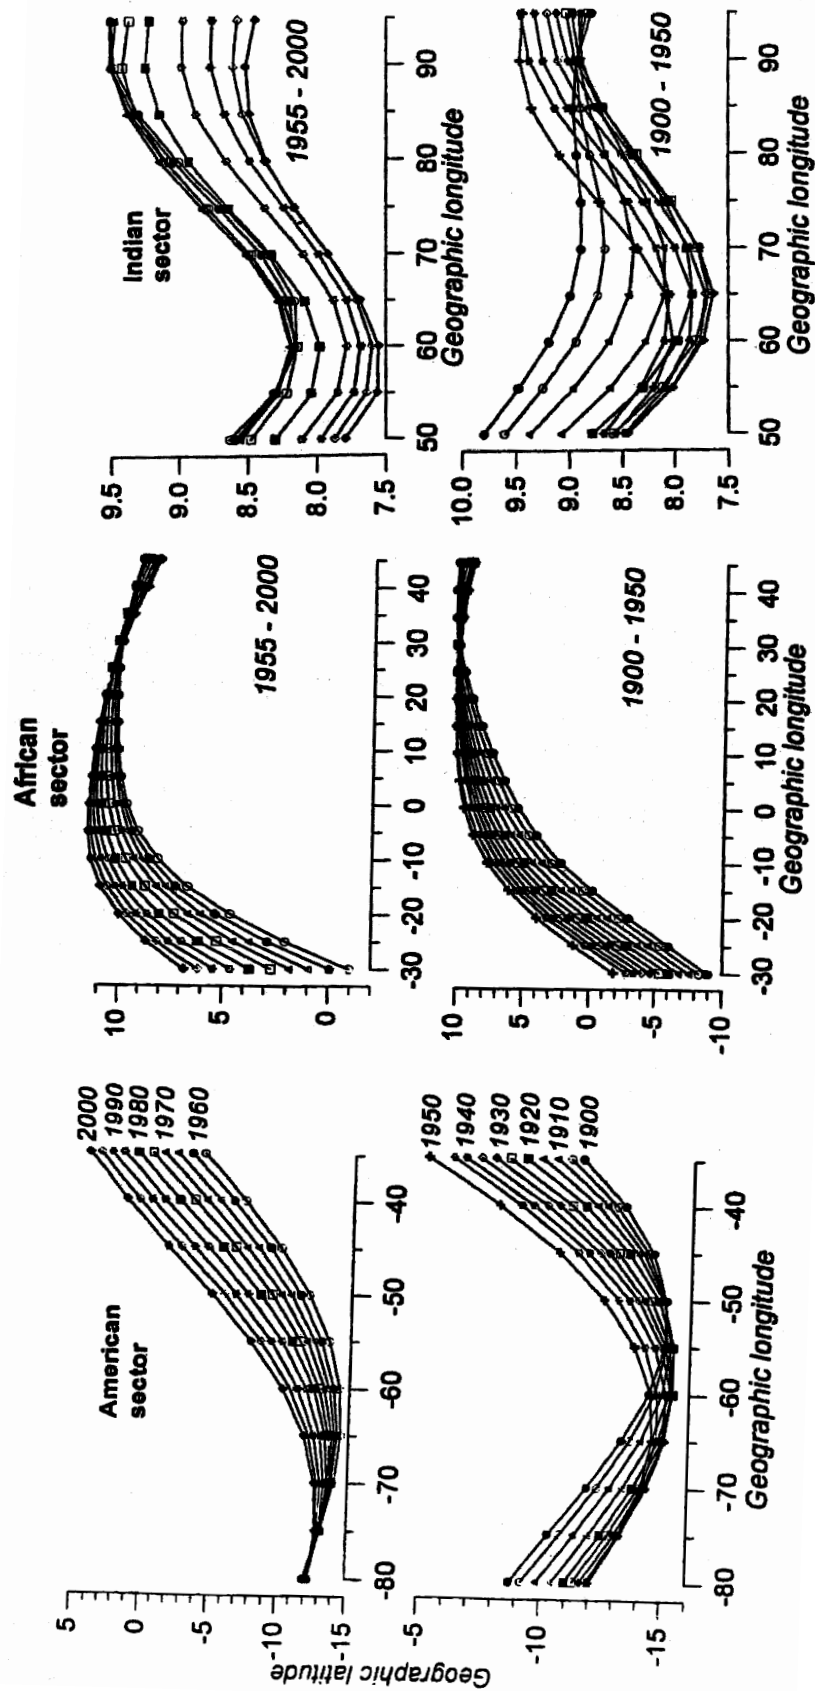 American
sector
2000
1990
1980
1970
1960
5
0
-5
-10
-15
-80 -70 -60 -50 -40
African
sector
1955 - 2000
10
5
0
-30 -20 -10 0 10 20 30 40
Indian
sector
1955 - 2000
9.5
9.0
8.5
8.0
7.5
50 60 70 80 90
Geographic longitude
Geographic latitude
1950
1940
1930
1920
1910
1900
-5
-10
-15
-80 -70 -60 -50 -40
Geographic longitude
1900 - 1950
10
5
0
-5
-10
-30 -20 -10 0 10 20 30 40
Geographic longitude
1900 - 1950
10.0
9.5
9.0
8.5
8.0
7.5
50 60 70 80 90
Geographic longitude